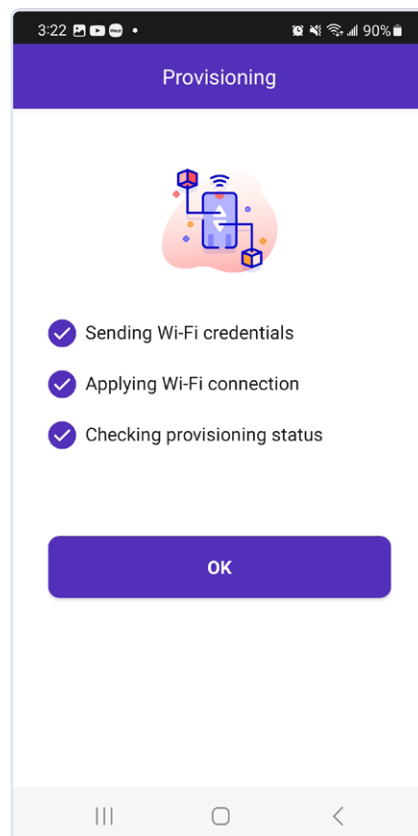 3:22 90%
Provisioning
Sending Wi-Fi credentials
Applying Wi-Fi connection
Checking provisioning status
OK